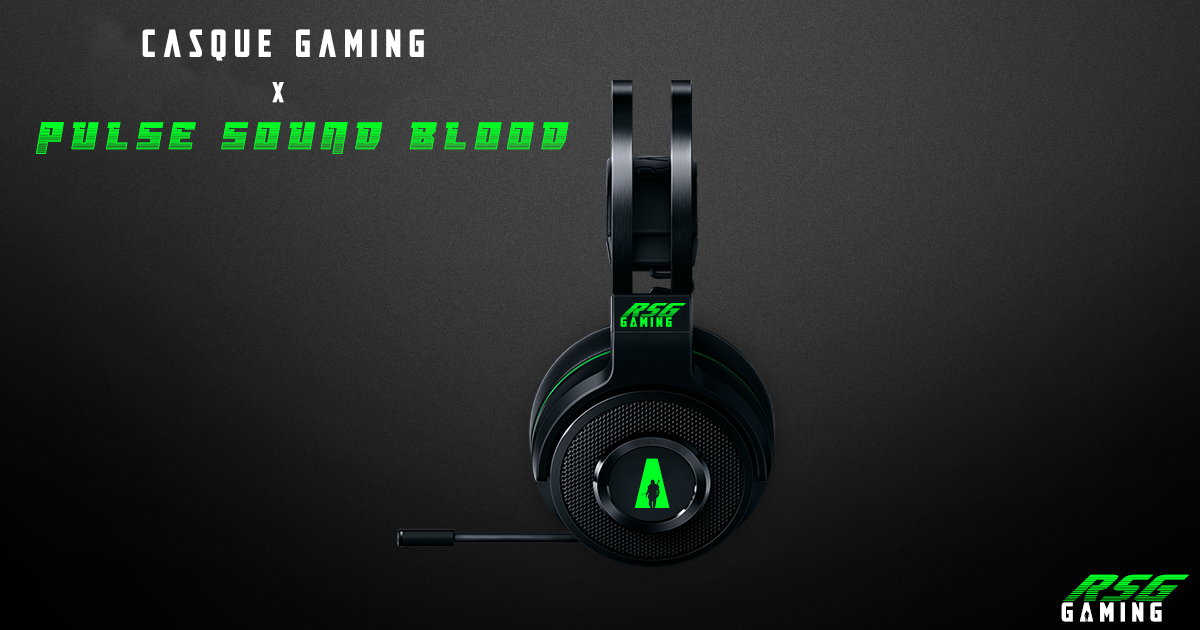 CASQUE GAMING
X
PULSE SOUND BLOOD
RSG
GAMING
RSG
GAMING